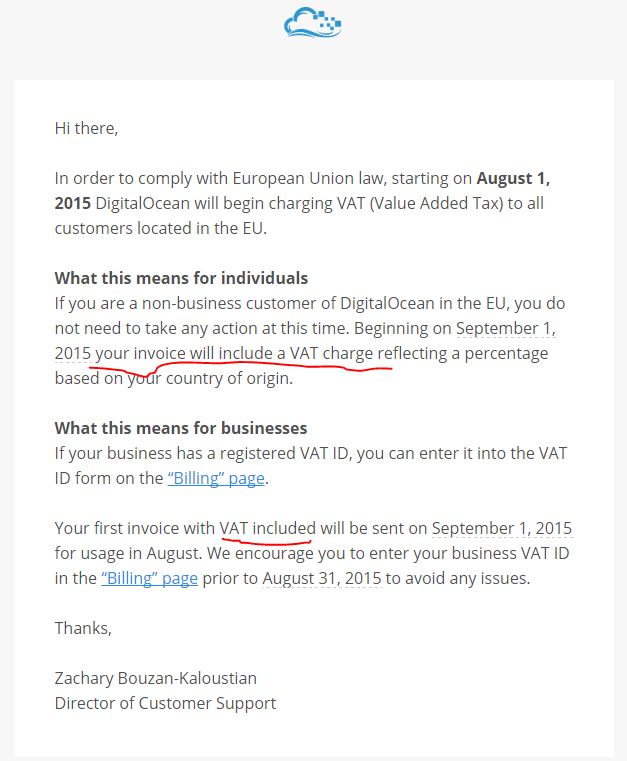 Hi there,
In order to comply with European Union law, starting on August 1,
2015 DigitalOcean will begin charging VAT (Value Added Tax) to all
customers located in the EU.
What this means for individuals
If you are a non-business customer of DigitalOcean in the EU, you do
not need to take any action at this time. Beginning on September 1,
2015 your invoice will include a VAT charge reflecting a percentage
based on your country of origin.
What this means for businesses
If your business has a registered VAT ID, you can enter it into the VAT
ID form on the “Billing” page.
Your first invoice with VAT included will be sent on September 1, 2015
for usage in August. We encourage you to enter your business VAT ID
in the “Billing” page prior to August 31, 2015 to avoid any issues.
Thanks,
Zachary Bouzan-Kaloustian
Director of Customer Support